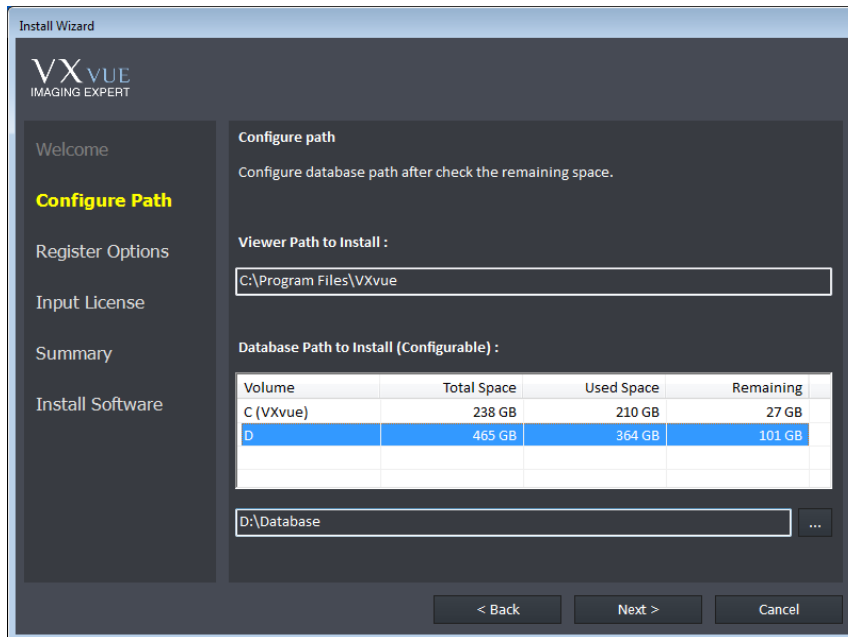 Install Wizard
VXVUE
IMAGING EXPERT
Welcome
Configure Path
Register Options
Input License
Summary
Install Software
Configure path
Configure database path after check the remaining space.
Viewer Path to Install :
C:\Program Files\VXvue
Database Path to Install (Configurable) :
Volume Total Space Used Space Remaining
C (VXvue) 238 GB 210 GB 27 GB
D 465 GB 364 GB 101 GB
D:\Database ...
< Back Next > Cancel